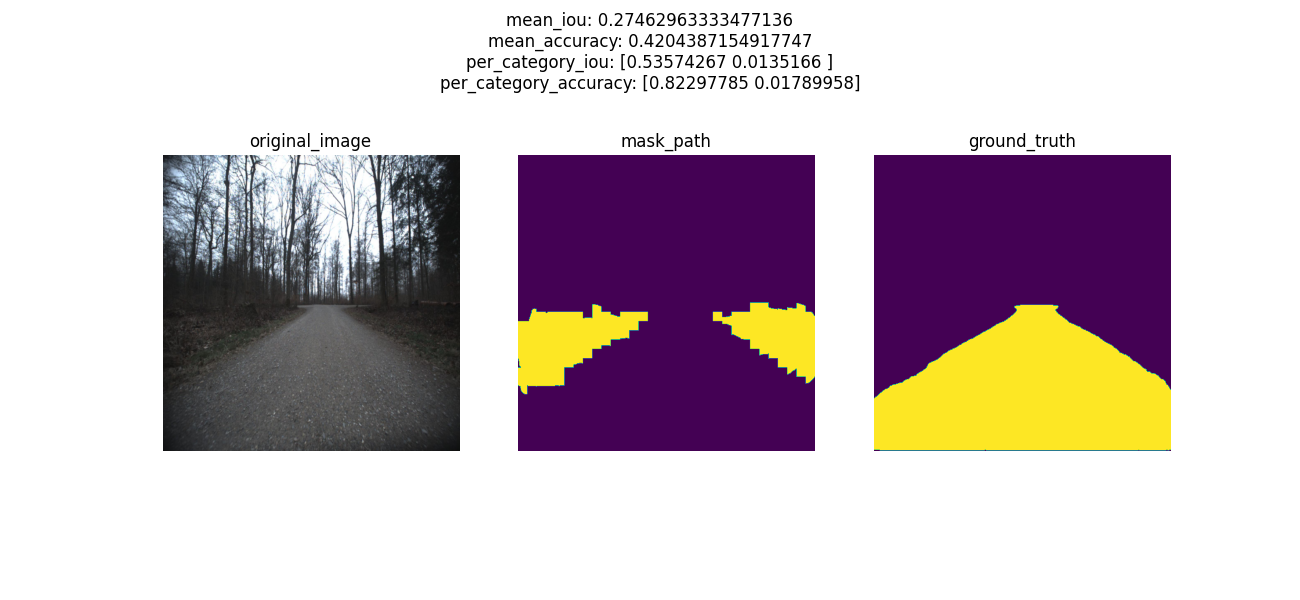 mean_iou: 0.27462963333477136
mean_accuracy: 0.4204387154917747
per_category_iou: [0.53574267 0.0135166 ]
per_category_accuracy: [0.82297785 0.01789958]
original_image
mask_path
ground_truth